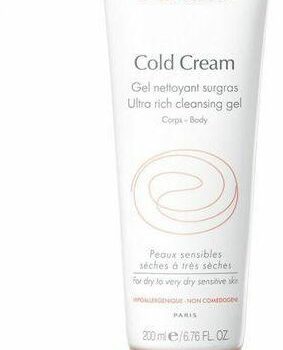 Cold Cream
Gel nettoyant surgras
Ultra rich cleansing gel
Corps - Body
Peaux sensibles
sèches à très sèches
For dry to very dry sensitive skin
HYPOALLERGENIQUE - NON COMEDOGENE
PARIS
200 ml e / 6.76 FL. OZ.